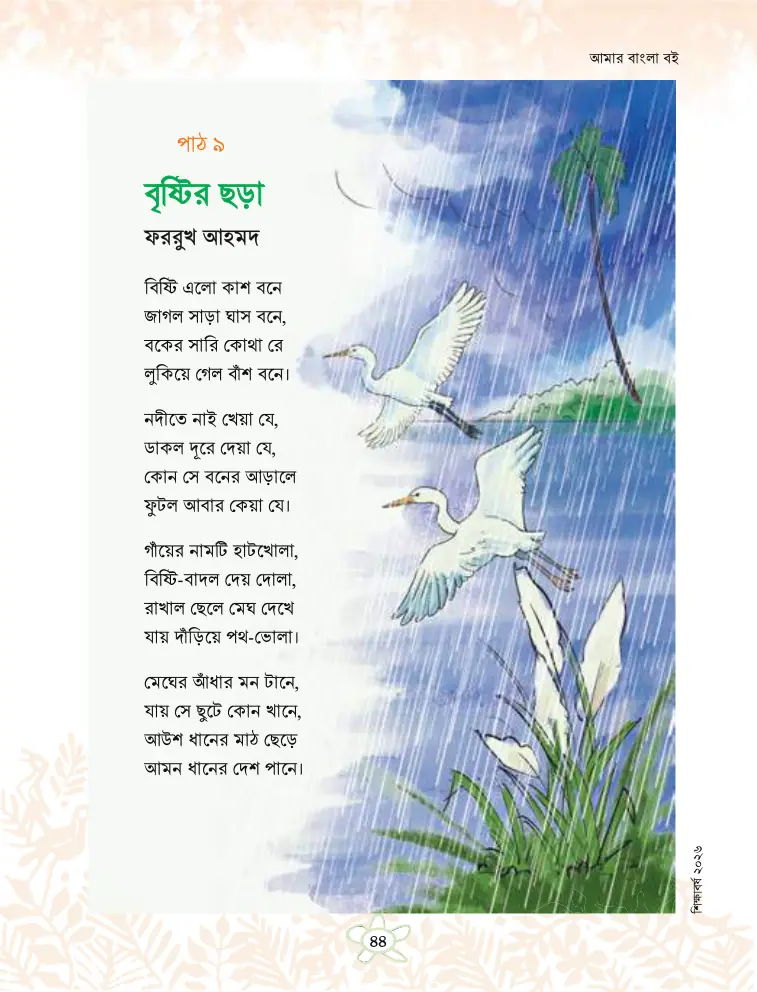 আমার বাংলা বই
পাঠ ৯
বৃষ্টির ছড়া
ফররুখ আহমদ
বিষ্টি এলো কাশ বনে
জাগল সাড়া ঘাস বনে,
বকের সারি কোথা রে
লুকিয়ে গেল বাঁশ বনে।
নদীতে নাই খেয়া যে,
ডাকল দূরে দেয়া যে,
কোন সে বনের আড়ালে
ফুটল আবার কেয়া যে।
গাঁয়ের নামটি হাটখোলা,
বিষ্টি-বাদল দেয় দোলা,
রাখাল ছেলে মেঘ দেখে
যায় দাঁড়িয়ে পথ-ভোলা।
মেঘের আঁধার মন টানে,
যায় সে ছুটে কোন খানে,
আউশ ধানের মাঠ ছেড়ে
আমন ধানের দেশ পানে।
শিক্ষাবর্ষ ২০২৬
৪৪